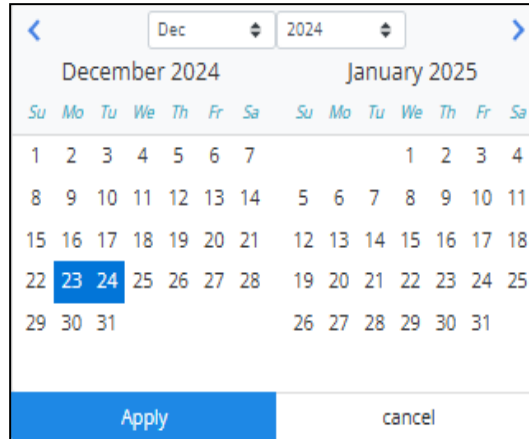 Dec 2024
December 2024 January 2025
Su Mo Tu We Th Fr Sa Su Mo Tu We Th Fr Sa
1 2 3 4 5 6 7 1 2 3 4
8 9 10 11 12 13 14 5 6 7 8 9 10 11
15 16 17 18 19 20 21 12 13 14 15 16 17 18
22 23 24 25 26 27 28 19 20 21 22 23 24 25
29 30 31 26 27 28 29 30 31
Apply cancel